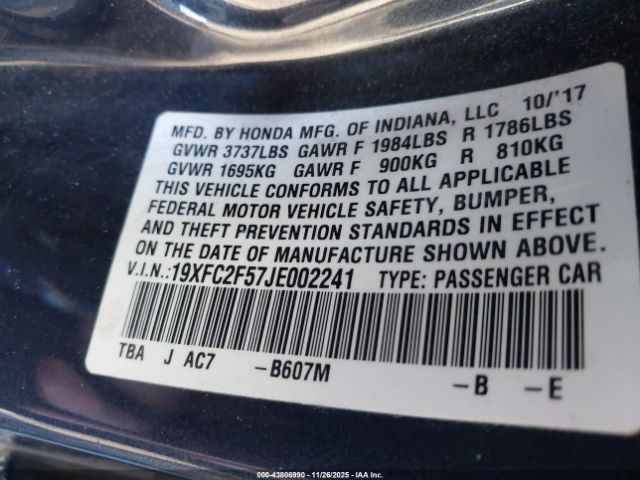 MFD. BY HONDA MFG. OF INDIANA, LLC 10/'17
GVWR 3737LBS GAWR F 1984LBS R 1786LBS
GVWR 1695KG GAWR F 900KG R 810KG
THIS VEHICLE CONFORMS TO ALL APPLICABLE
FEDERAL MOTOR VEHICLE SAFETY, BUMPER,
AND THEFT PREVENTION STANDARDS IN EFFECT
ON THE DATE OF MANUFACTURE SHOWN ABOVE.
V.I.N.:19XFC2F57JE002241 TYPE: PASSENGER CAR
TBA J AC7 -B607M -B -E
000-43806990 - 11/26/2025 - IAAI.COM